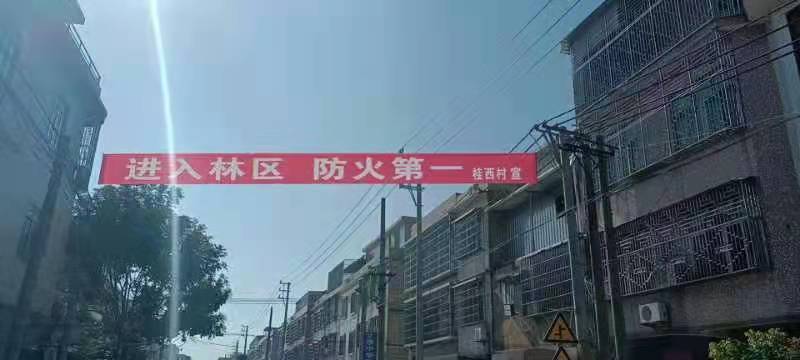 进入林区 防火第一 桂西村 宣